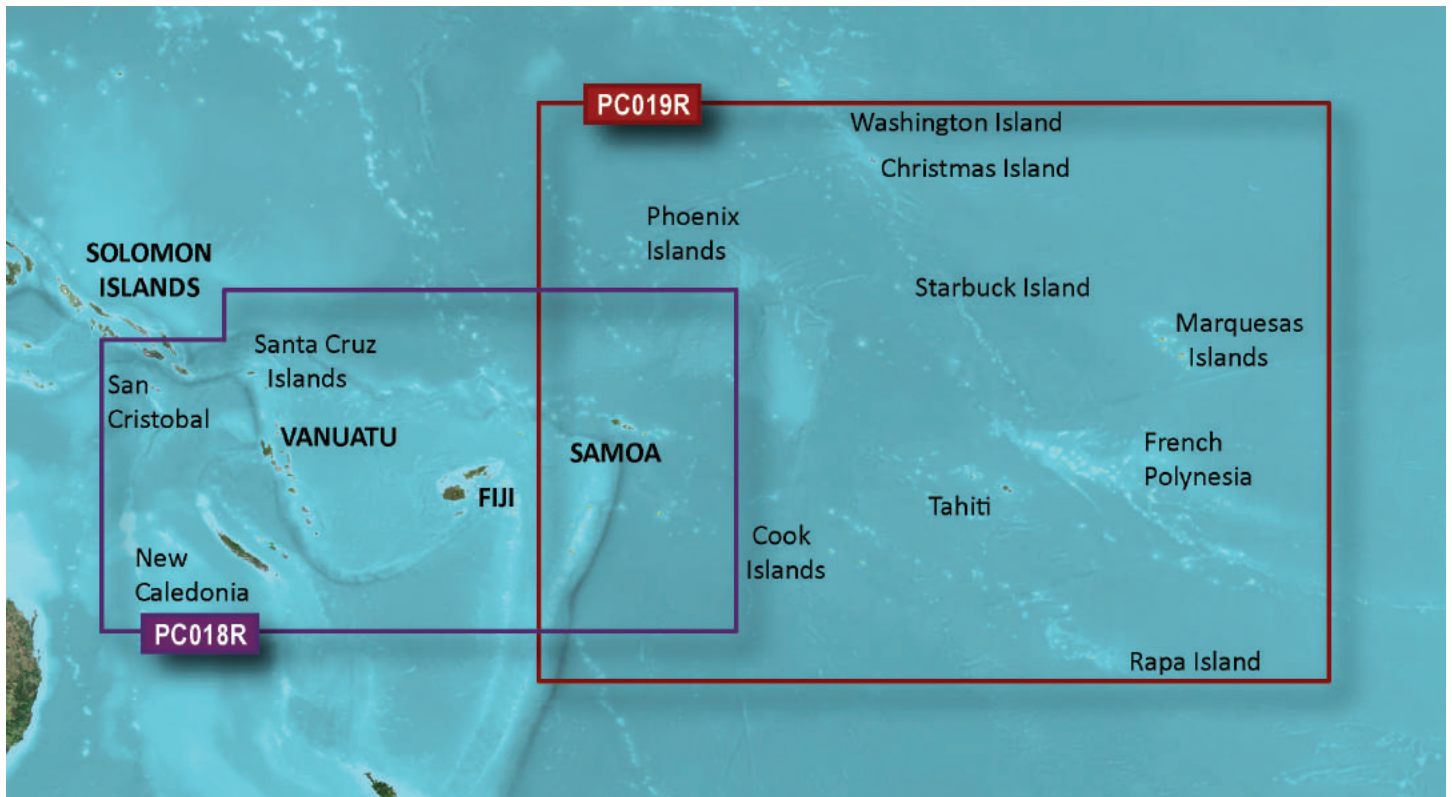 PC019R
Washington Island
Christmas Island
Phoenix
Islands
SOLOMON
ISLANDS
Starbuck Island
Marquesas
Islands
Santa Cruz
Islands
San
Cristobal
VANUATU
SAMOA
French
Polynesia
FIJI
Tahiti
Cook
Islands
New
Caledonia
PC018R
Rapa Island